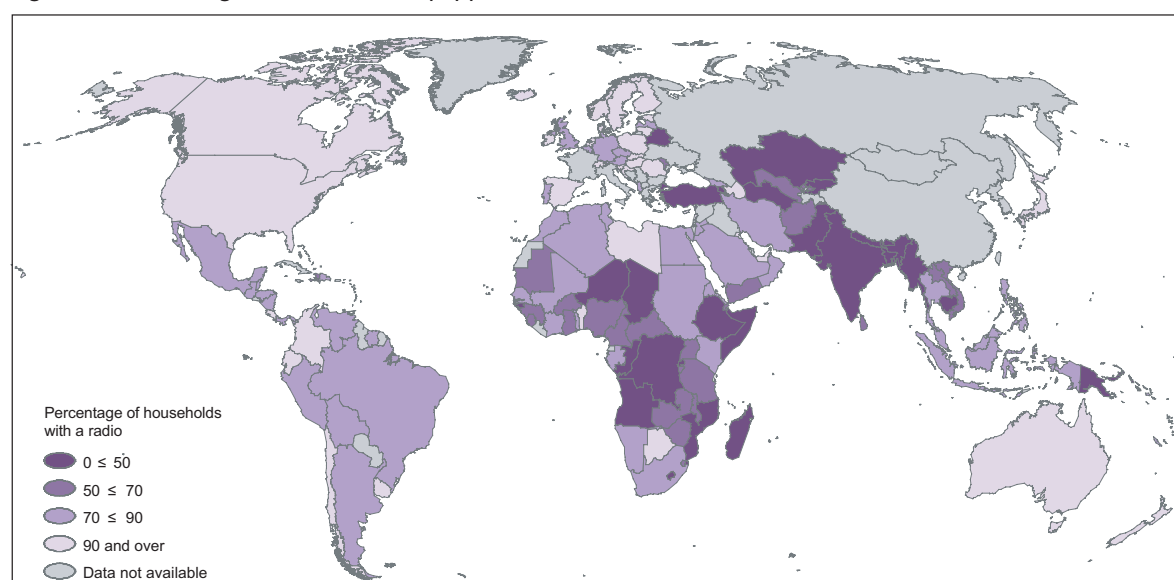 Percentage of households
with a radio
0 ≤ 50
50 ≤ 70
70 ≤ 90
90 and over
Data not available